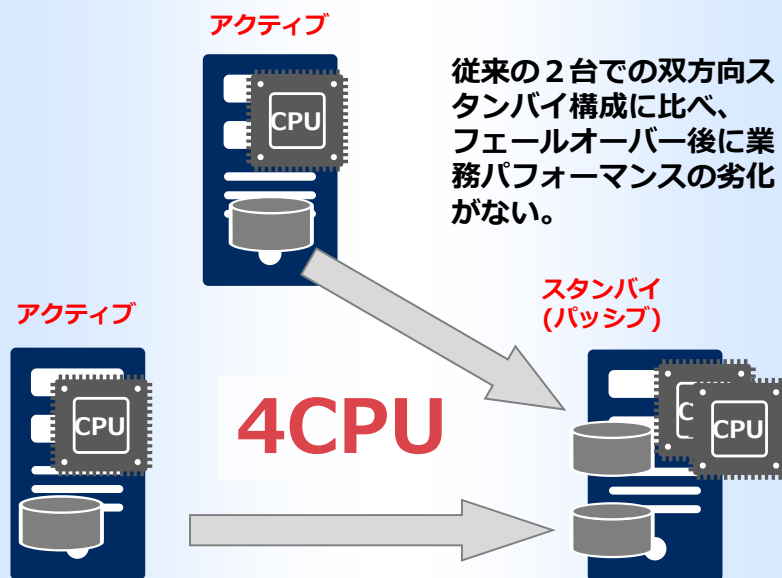 アクティブ
CPU
従来の２台での双方向ス
タンバイ構成に比べ、
フェールオーバー後に業
務パフォーマンスの劣化
がない。
アクティブ
CPU
4CPU
スタンバイ
(パッシブ)
C
CPU